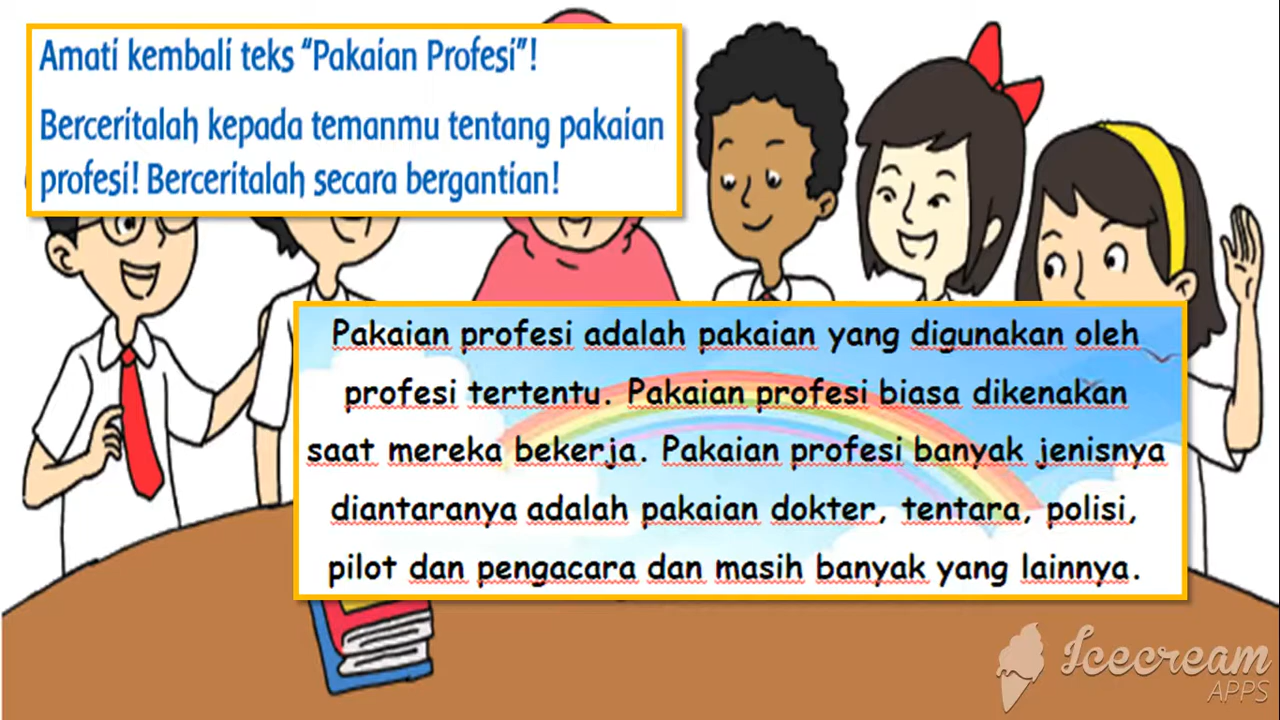 Amati kembali teks “Pakaian Profesi”!
Berceritalah kepada temanmu tentang pakaian
profesi! Berceritalah secara bergantian!
Pakaian profesi adalah pakaian yang digunakan oleh
profesi tertentu. Pakaian profesi biasa dikenakan
saat mereka bekerja. Pakaian profesi banyak jenisnya
diantaranya adalah pakaian dokter, tentara, polisi,
pilot dan pengacara dan masih banyak yang lainnya.
Icecream
APPS